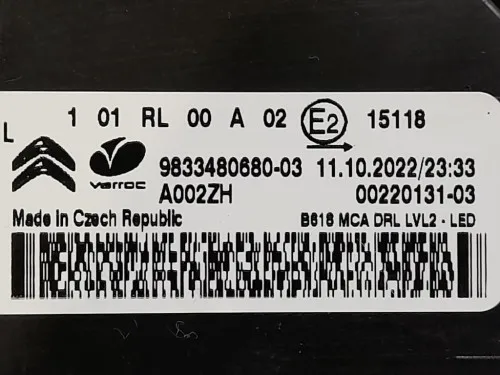 1 01 RL 00 A 02 E2 15118
L
varroc
9833480680-03 11.10.2022/23:33
A002ZH 00220131-03
Made in Czech Republic B618 MCA DRL LVL2 - LED